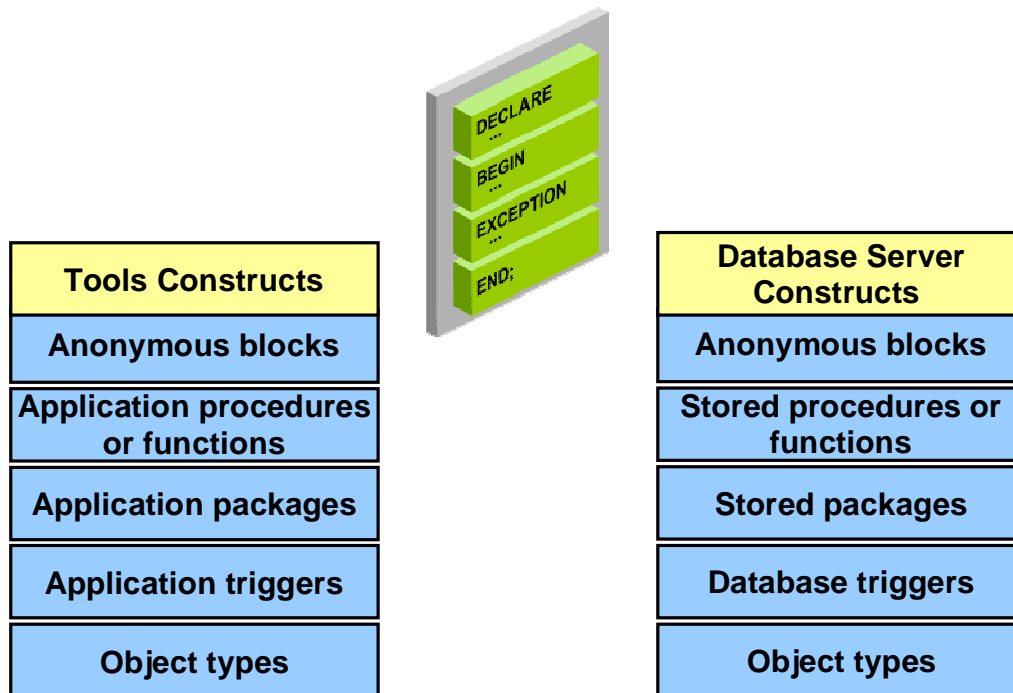 DECLARE
...
BEGIN
...
EXCEPTION
...
END;
Tools Constructs
Anonymous blocks
Application procedures
or functions
Application packages
Application triggers
Object types
Database Server
Constructs
Anonymous blocks
Stored procedures or
functions
Stored packages
Database triggers
Object types